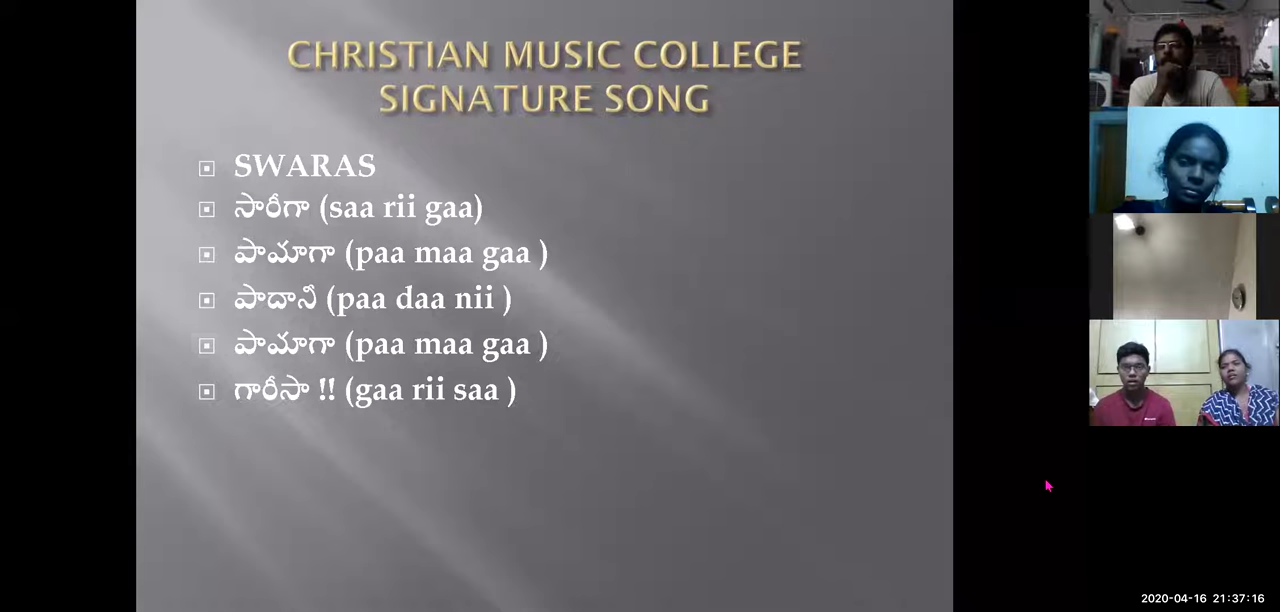 CHRISTIAN MUSIC COLLEGE
SIGNATURE SONG
SWARAS
సారీగా (saa rii gaa)
పామాగా (paa maa gaa )
పాదానీ (paa daa nii )
పామాగా (paa maa gaa )
గారీసా !! (gaa rii saa )
2020-04-16 21:37:16